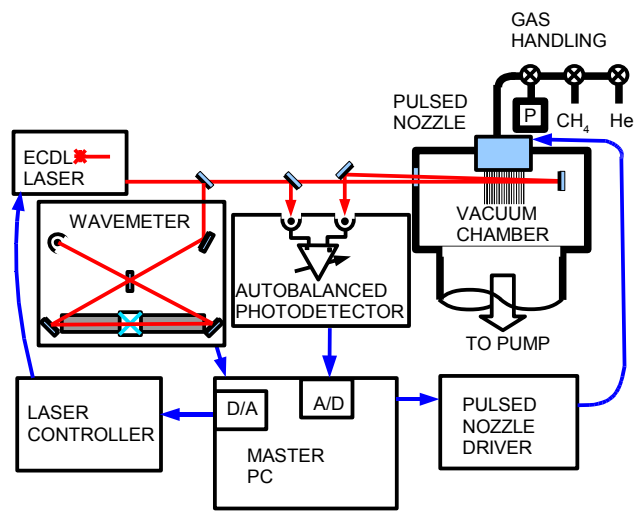 GAS
HANDLING
PULSED
NOZZLE
P
CH4
He
ECDL
LASER
WAVEMETER
VACUUM
CHAMBER
AUTOBALANCED
PHOTODETECTOR
TO PUMP
LASER
CONTROLLER
D/A
A/D
MASTER
PC
PULSED
NOZZLE
DRIVER